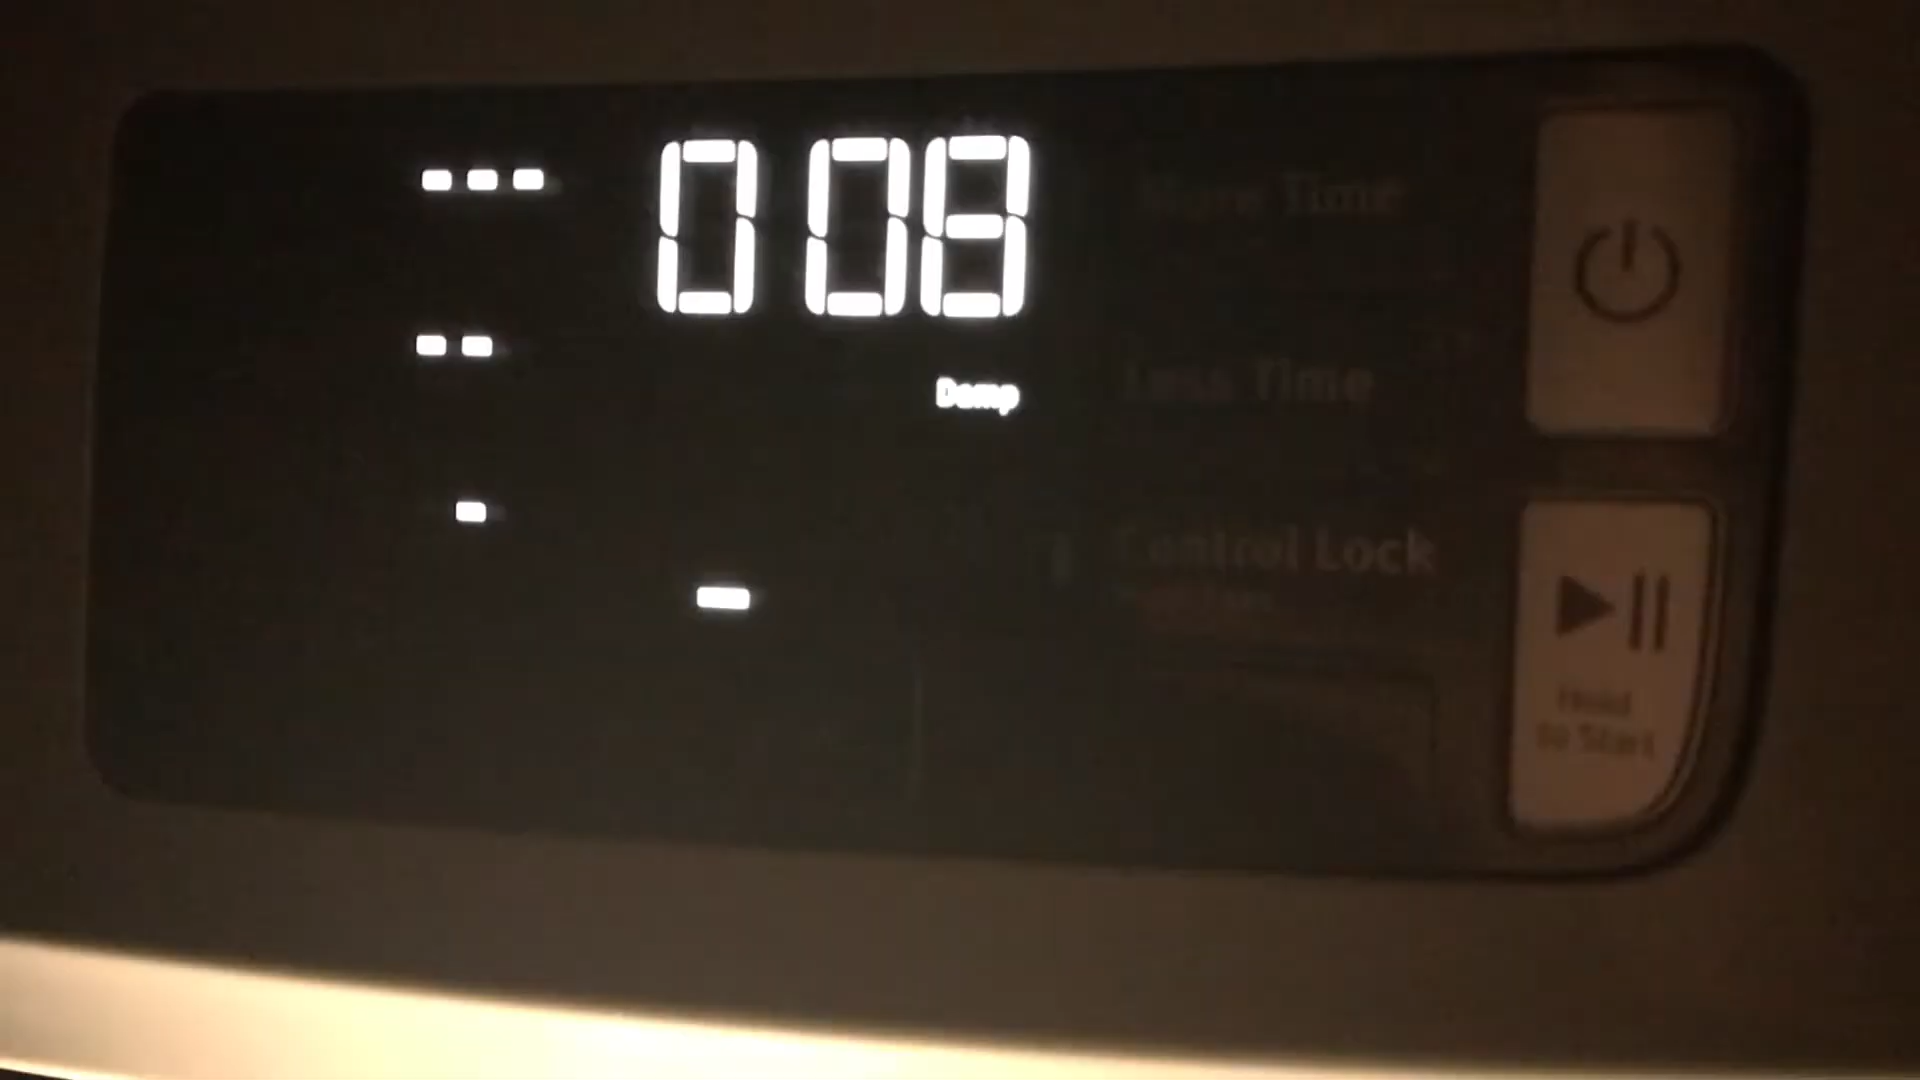 008
More Time
Damp
Less Time
Control Lock
Hold
to Start